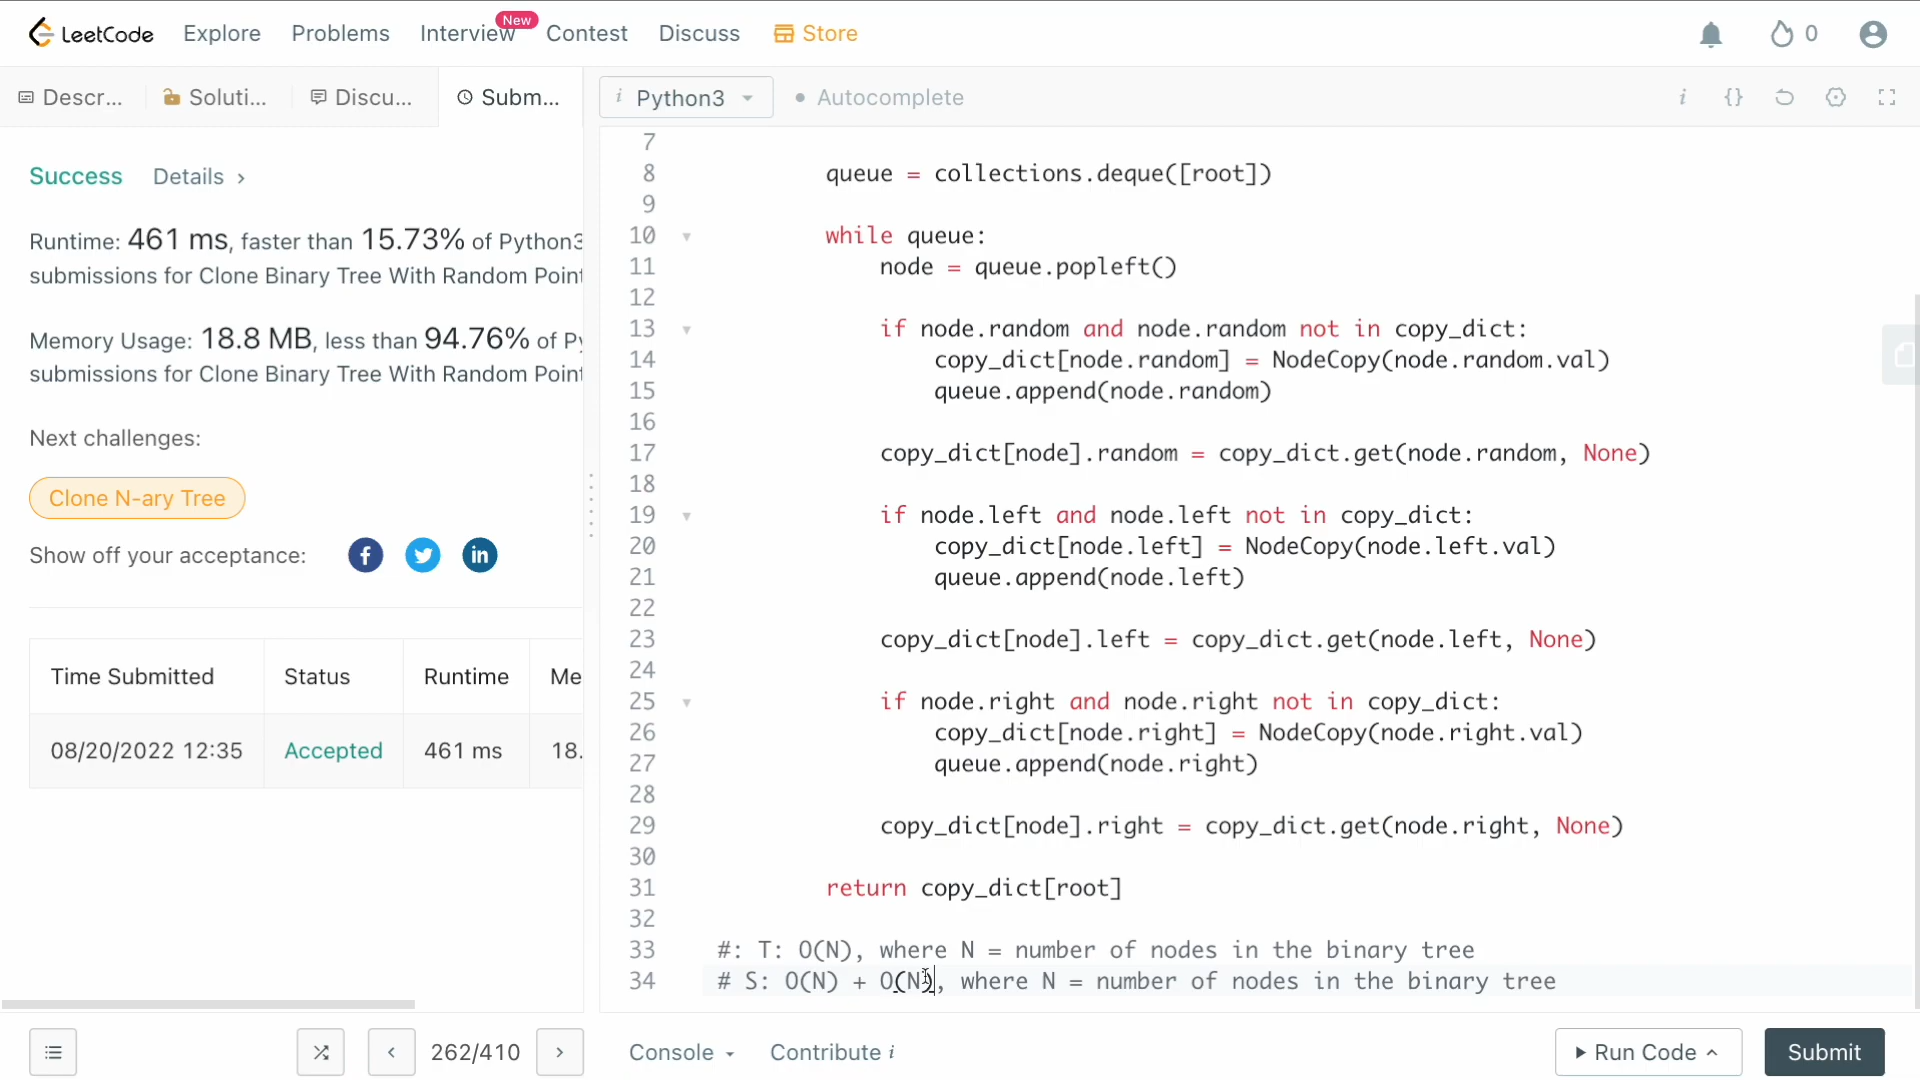 LeetCode Explore Problems Interview New Contest Discuss Store 0
Descr... Soluti... Discu... Subm... i Python3 Autocomplete i {}
Success Details >
Runtime: 461 ms, faster than 15.73% of Python3
submissions for Clone Binary Tree With Random Point
Memory Usage: 18.8 MB, less than 94.76% of Py
submissions for Clone Binary Tree With Random Point
Next challenges:
Clone N-ary Tree
Show off your acceptance:
Time Submitted Status Runtime Me
08/20/2022 12:35 Accepted 461 ms 18.
7
8 queue = collections.deque([root])
9
10 while queue:
11 node = queue.popleft()
12
13 if node.random and node.random not in copy_dict:
14 copy_dict[node.random] = NodeCopy(node.random.val)
15 queue.append(node.random)
16
17 copy_dict[node].random = copy_dict.get(node.random, None)
18
19 if node.left and node.left not in copy_dict:
20 copy_dict[node.left] = NodeCopy(node.left.val)
21 queue.append(node.left)
22
23 copy_dict[node].left = copy_dict.get(node.left, None)
24
25 if node.right and node.right not in copy_dict:
26 copy_dict[node.right] = NodeCopy(node.right.val)
27 queue.append(node.right)
28
29 copy_dict[node].right = copy_dict.get(node.right, None)
30
31 return copy_dict[root]
32
33 #: T: O(N), where N = number of nodes in the binary tree
34 # S: O(N) + O(N), where N = number of nodes in the binary tree
< 262/410 > Console Contribute i Run Code Submit